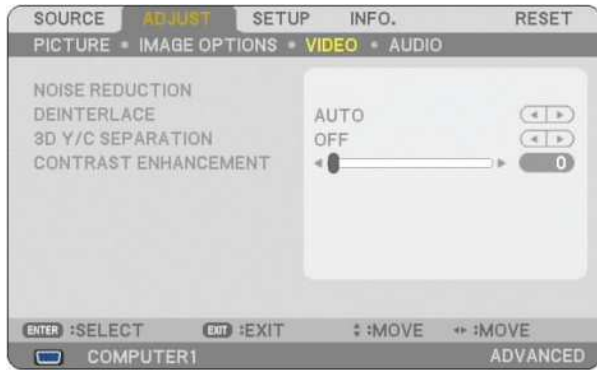 SOURCE ADJUST SETUP INFO. RESET
PICTURE • IMAGE OPTIONS • VIDEO • AUDIO
NOISE REDUCTION
DEINTERLACE AUTO
3D Y/C SEPARATION OFF
CONTRAST ENHANCEMENT 0
ENTER :SELECT EXIT :EXIT :MOVE :MOVE
COMPUTER1 ADVANCED